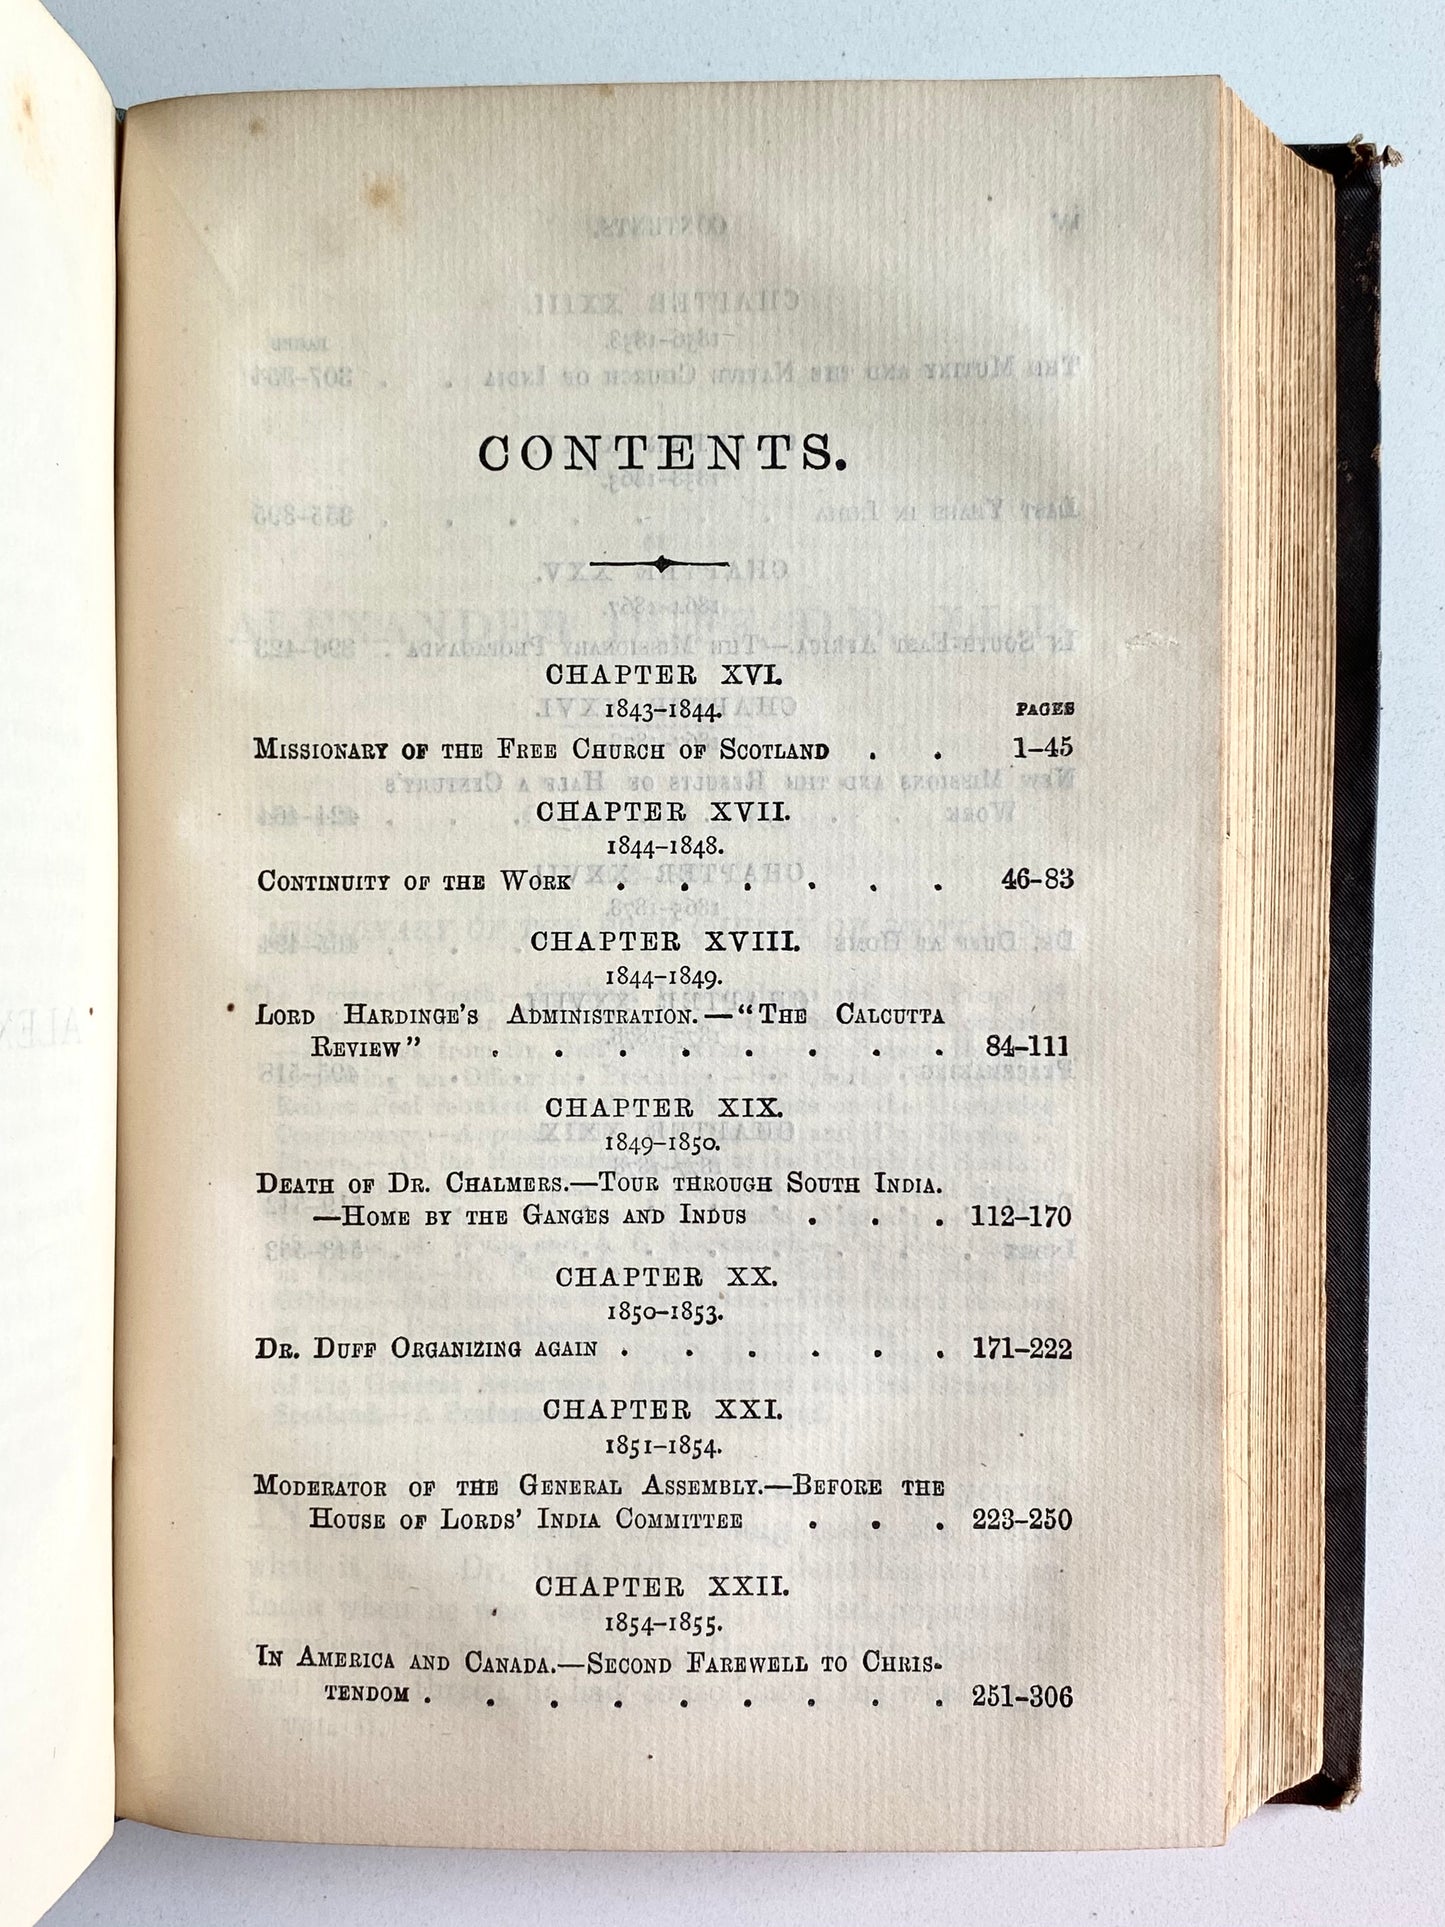 CONTENTS.
CHAPTER XVI.
1843–1844. PAGES
MISSIONARY OF THE FREE CHURCH OF SCOTLAND . . 1–45
CHAPTER XVII.
1844–1848.
CONTINUITY OF THE WORK . . . . . . 46–83
CHAPTER XVIII.
1844–1849.
LORD HARDINGE'S ADMINISTRATION.—"THE CALCUTTA
REVIEW" . . . . . . . . 84–111
CHAPTER XIX.
1849–1850.
DEATH OF DR. CHALMERS.—TOUR THROUGH SOUTH INDIA.
—HOME BY THE GANGES AND INDUS . . . . 112–170
CHAPTER XX.
1850–1853.
DR. DUFF ORGANIZING AGAIN . . . . . . 171–222
CHAPTER XXI.
1851–1854.
MODERATOR OF THE GENERAL ASSEMBLY.—BEFORE THE
HOUSE OF LORDS' INDIA COMMITTEE . . . 223–250
CHAPTER XXII.
1854–1855.
IN AMERICA AND CANADA.—SECOND FAREWELL TO CHRIS-
TENDOM . . . . . . . . . 251–306